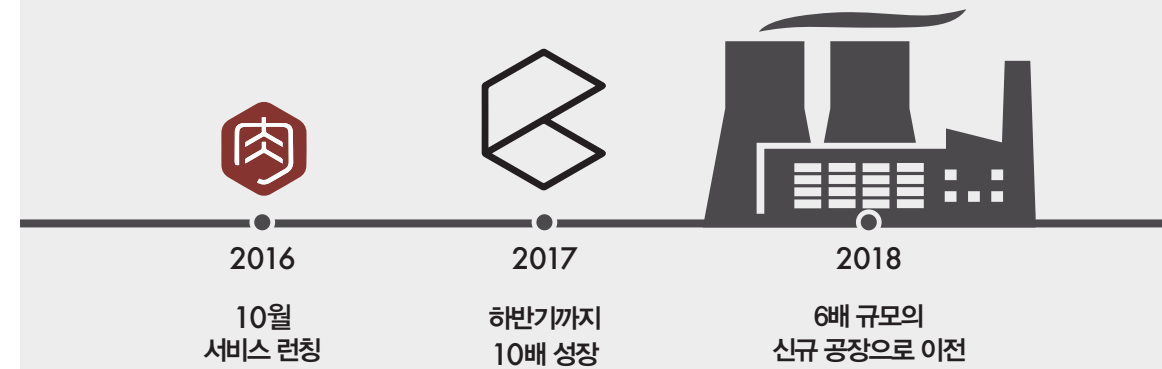 肉
2016
10월
서비스 런칭
2017
하반기까지
10배 성장
2018
6배 규모의
신규 공장으로 이전